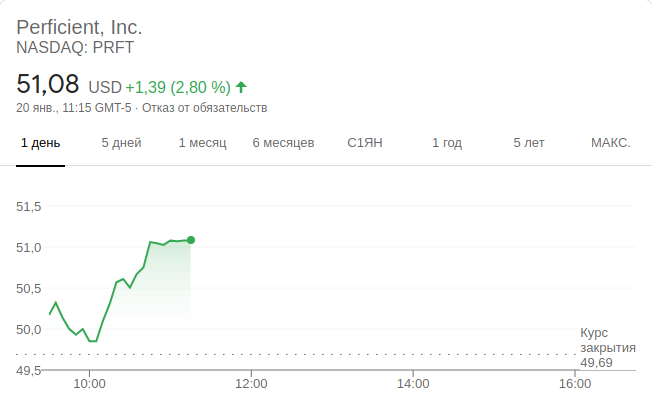 Perficient, Inc.
NASDAQ: PRFT
51,08 USD +1,39 (2,80 %)
20 янв., 11:15 GMT-5 · Отказ от обязательств
1 день 5 дней 1 месяц 6 месяцев С1ЯН 1 год 5 лет МАКС.
51,5
51,0
50,5
50,0
Курс
закрытия
49,69
49,5
10:00 12:00 14:00 16:00